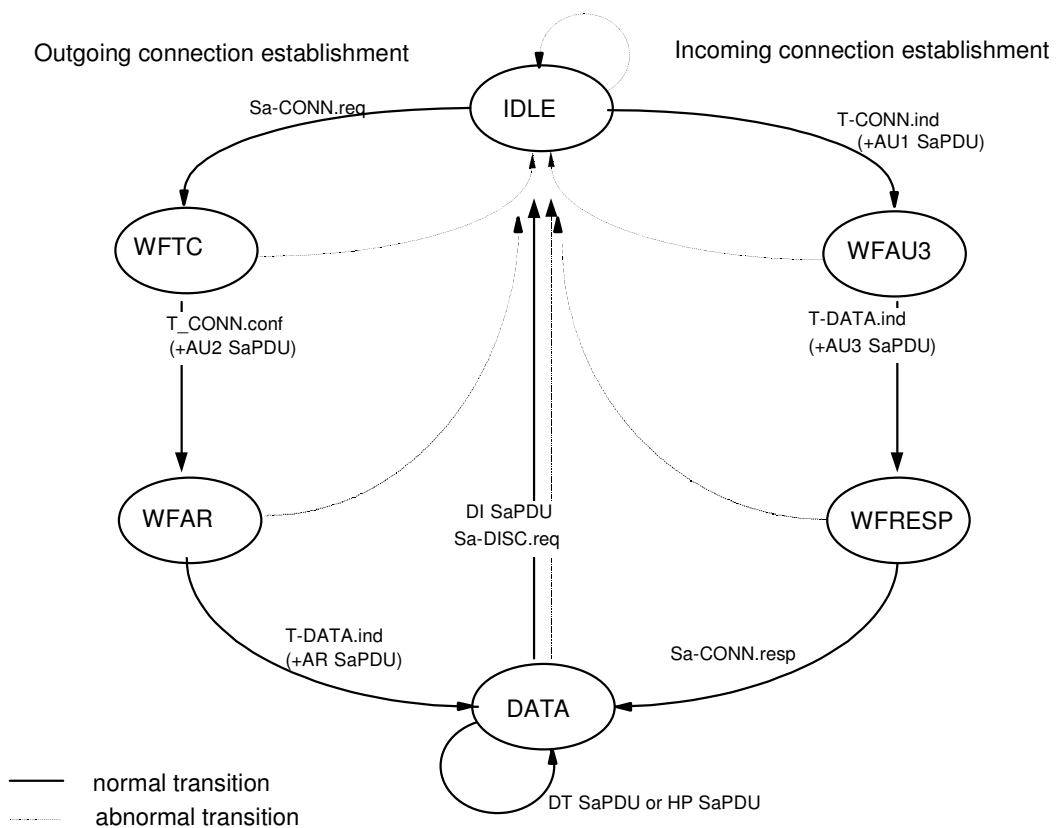 Outgoing connection establishment
Incoming connection establishment
IDLE
Sa-CONN.req
T-CONN.ind
(+AU1 SaPDU)
WFTC
WFAU3
T_CONN.conf
(+AU2 SaPDU)
T-DATA.ind
(+AU3 SaPDU)
WFAR
WFRESP
DI SaPDU
Sa-DISC.req
T-DATA.ind
(+AR SaPDU)
Sa-CONN.resp
DATA
DT SaPDU or HP SaPDU
normal transition
abnormal transition